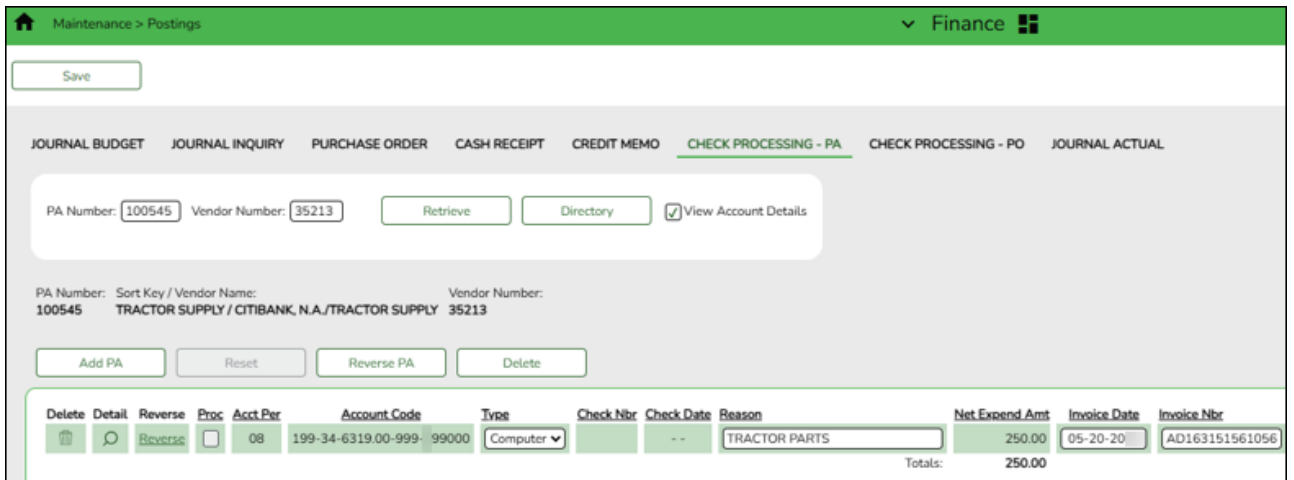 Maintenance > Postings Finance
Save
JOURNAL BUDGET JOURNAL INQUIRY PURCHASE ORDER CASH RECEIPT CREDIT MEMO CHECK PROCESSING - PA CHECK PROCESSING - PO JOURNAL ACTUAL
PA Number: 100545 Vendor Number: 35213 Retrieve Directory View Account Details
PA Number: Sort Key / Vendor Name: Vendor Number:
100545 TRACTOR SUPPLY / CITIBANK, N.A./TRACTOR SUPPLY 35213
Add PA Reset Reverse PA Delete
Delete Detail Reverse Proc Acct Per Account Code Type Check Nbr Check Date Reason Net Expend Amt Invoice Date Invoice Nbr
Reverse 08 199-34-6319.00-999- 99000 Computer - - TRACTOR PARTS 250.00 05-20-20 AD163151561056
Totals: 250.00